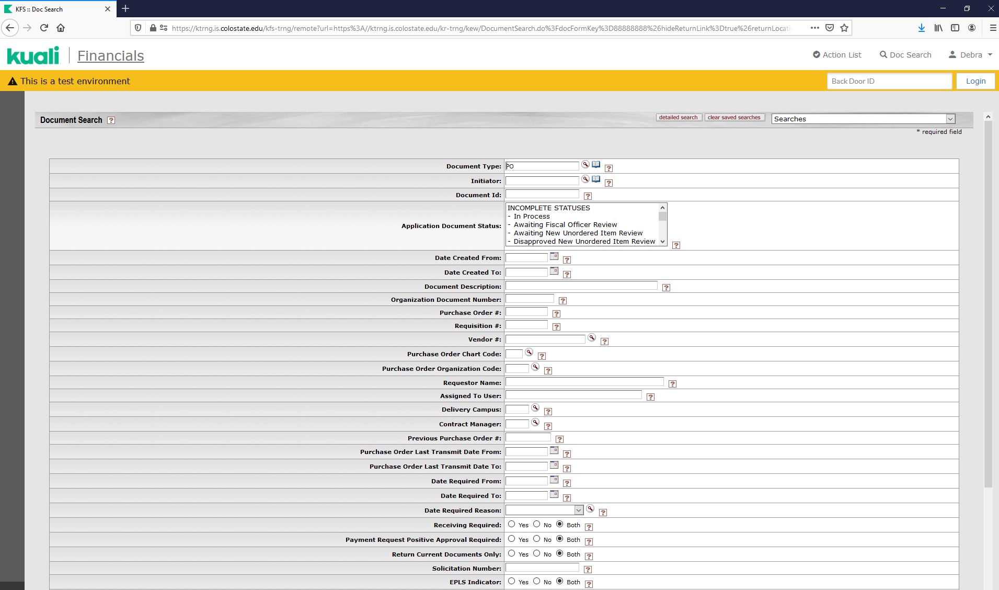 KFS :: Doc Search
https://ktrng.is.colostate.edu/kfs-trng/remote?url=https%3A//ktrng.is.colostate.edu/kr-trng/kew/DocumentSearch.do%3FdocFormKey%3D88888888%26hideReturnLink%3Dtrue%26returnLocati
kuali Financials
Action List Doc Search Debra
This is a test environment Back Door ID Login
Document Search ? detailed search clear saved searches Searches
* required field
Document Type: PO ?
Initiator: ?
Document Id: ?
INCOMPLETE STATUSES
- In Process
Application Document Status: - Awaiting Fiscal Officer Review
- Awaiting New Unordered Item Review
- Disapproved New Unordered Item Review ?
Date Created From: ?
Date Created To: ?
Document Description: ?
Organization Document Number: ?
Purchase Order #: ?
Requisition #: ?
Vendor #: ?
Purchase Order Chart Code: ?
Purchase Order Organization Code: ?
Requestor Name: ?
Assigned To User: ?
Delivery Campus: ?
Contract Manager: ?
Previous Purchase Order #: ?
Purchase Order Last Transmit Date From: ?
Purchase Order Last Transmit Date To: ?
Date Required From: ?
Date Required To: ?
Date Required Reason: ?
Receiving Required: Yes No Both ?
Payment Request Positive Approval Required: Yes No Both ?
Return Current Documents Only: Yes No Both ?
Solicitation Number: ?
EPLS Indicator: Yes No Both ?